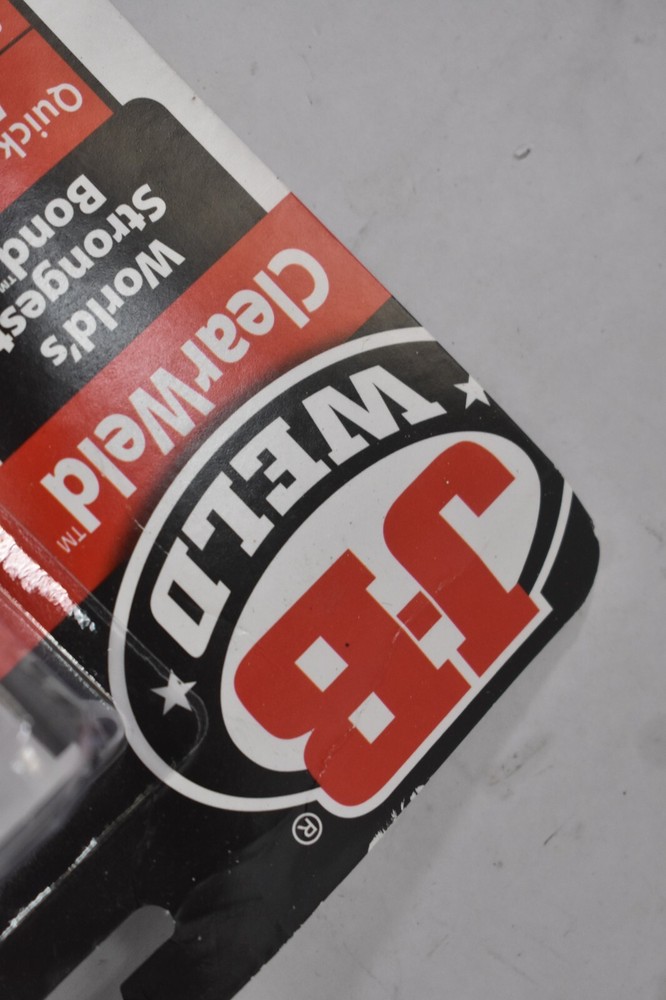 J-B
WELD
®
ClearWeld™
World's
Strongest
Bond™
Quick